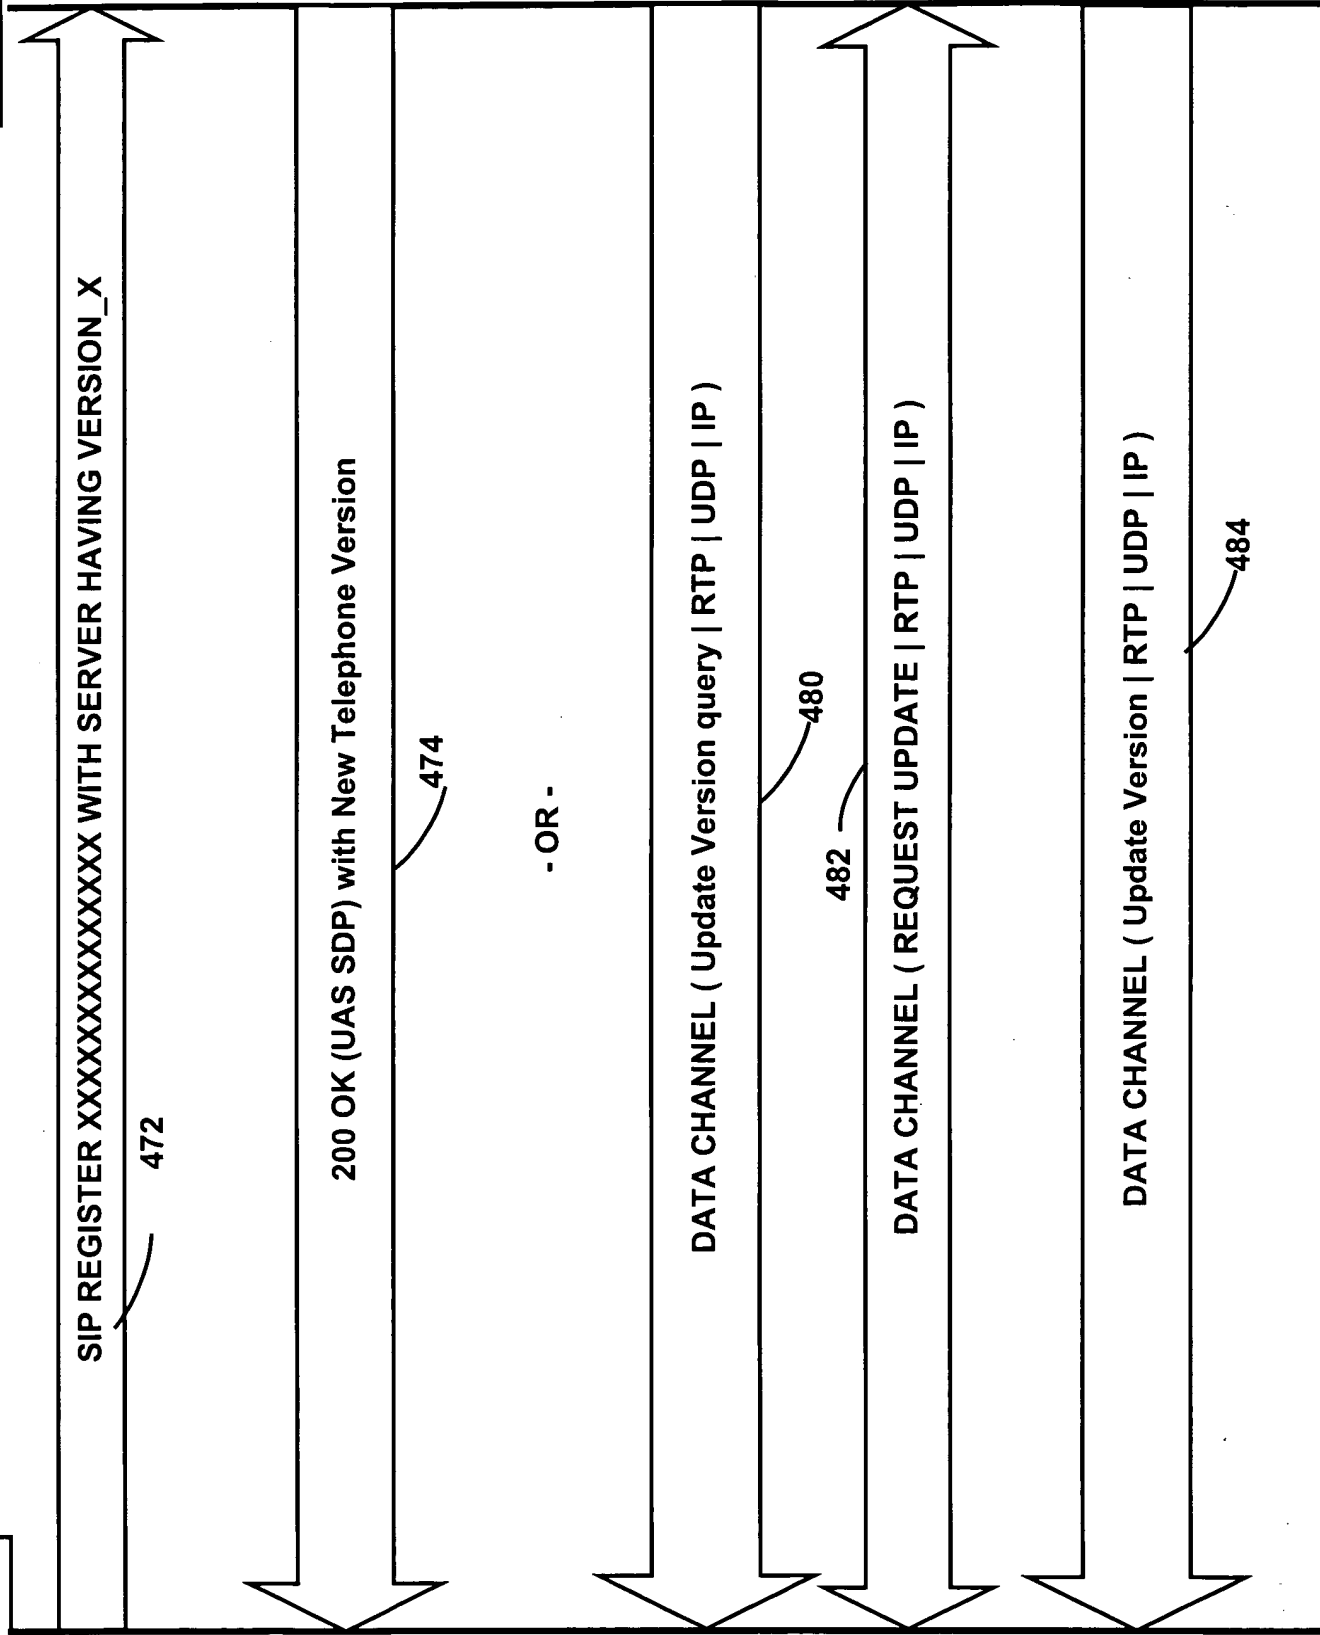 SIP REGISTER XXXXXXXXXXXXXXXX WITH SERVER HAVING VERSION_X
472
200 OK (UAS SDP) with New Telephone Version
474
- OR -
DATA CHANNEL ( Update Version query | RTP | UDP | IP )
480
482
DATA CHANNEL ( REQUEST UPDATE | RTP | UDP | IP )
DATA CHANNEL ( Update Version | RTP | UDP | IP )
484